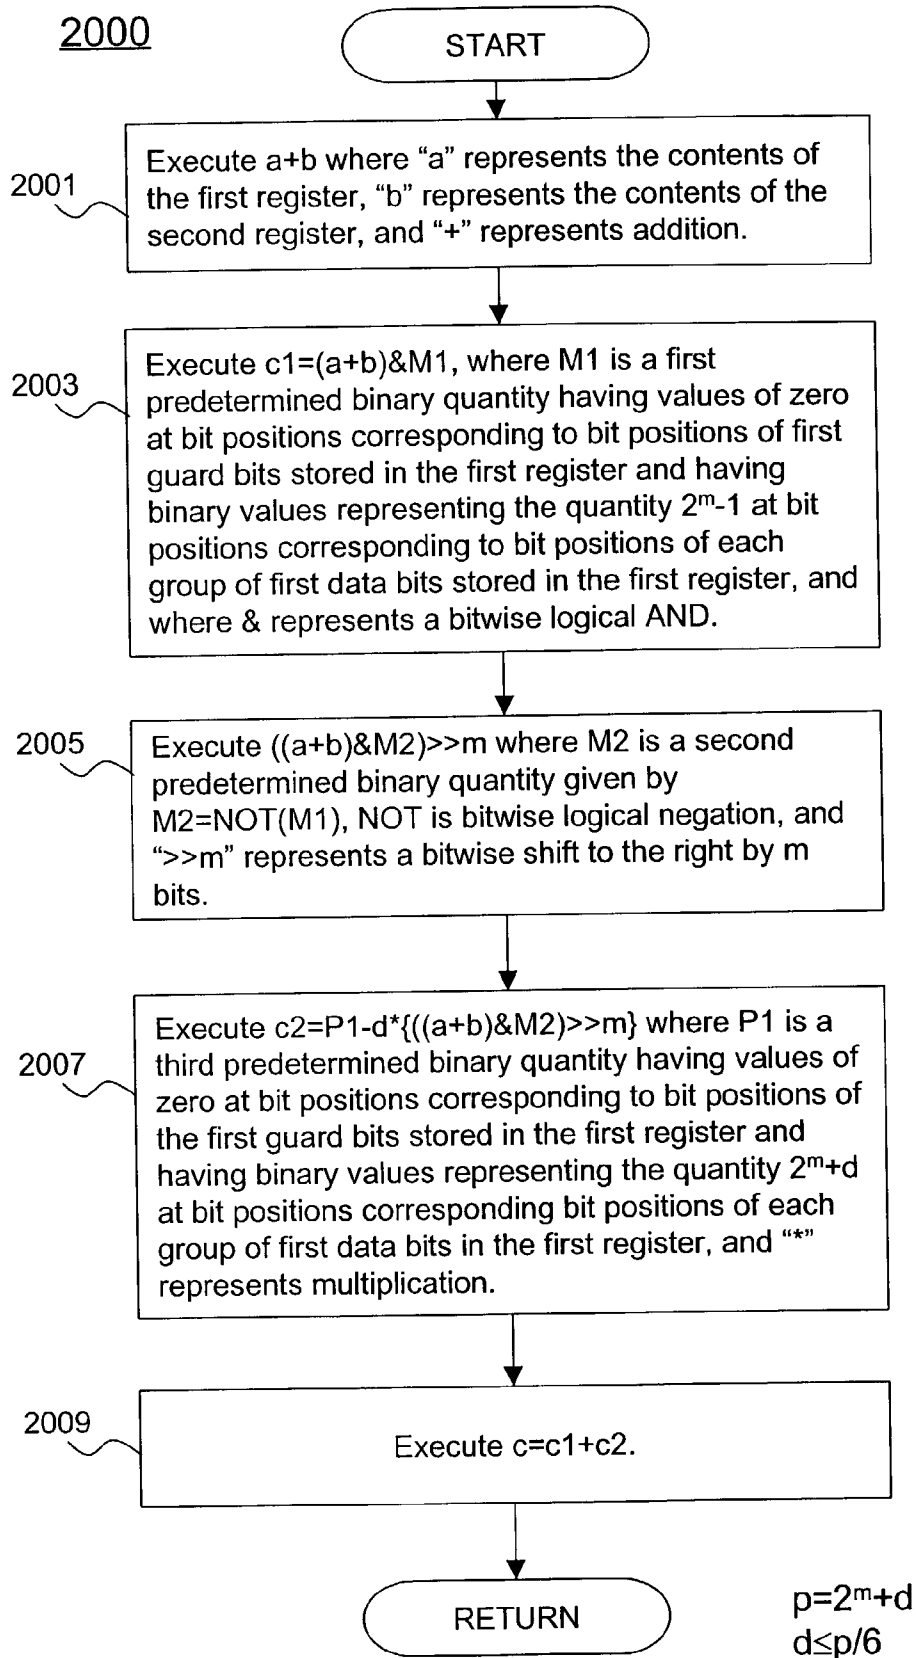 2000
START
2001
Execute a+b where “a” represents the contents of
the first register, “b” represents the contents of the
second register, and “+” represents addition.
2003
Execute c1=(a+b)&M1, where M1 is a first
predetermined binary quantity having values of zero
at bit positions corresponding to bit positions of first
guard bits stored in the first register and having
binary values representing the quantity 2ᵐ-1 at bit
positions corresponding to bit positions of each
group of first data bits stored in the first register, and
where & represents a bitwise logical AND.
2005
Execute ((a+b)&M2)>>m where M2 is a second
predetermined binary quantity given by
M2=NOT(M1), NOT is bitwise logical negation, and
“>>m” represents a bitwise shift to the right by m
bits.
2007
Execute c2=P1-d*{((a+b)&M2)>>m} where P1 is a
third predetermined binary quantity having values of
zero at bit positions corresponding to bit positions of
the first guard bits stored in the first register and
having binary values representing the quantity 2ᵐ+d
at bit positions corresponding bit positions of each
group of first data bits in the first register, and “*”
represents multiplication.
2009
Execute c=c1+c2.
RETURN
p=2ᵐ+d
d≤p/6